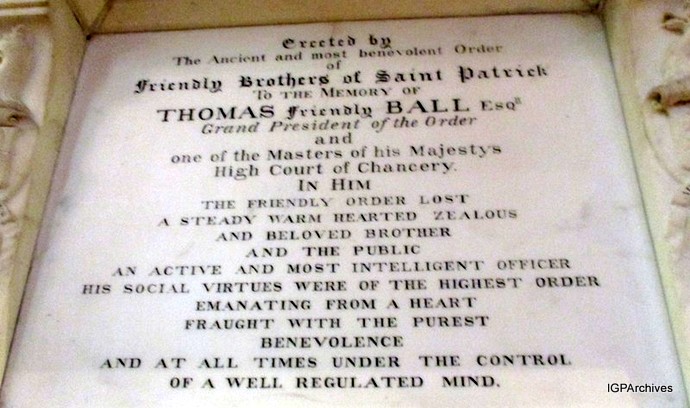 Erected by
The Ancient and most benevolent Order
of
Friendly Brothers of Saint Patrick
To the Memory of
THOMAS Friendly BALL Esqr
Grand President of the Order
and
one of the Masters of his Majestys
High Court of Chancery.
In Him
THE FRIENDLY ORDER LOST
A STEADY WARM HEARTED ZEALOUS
AND BELOVED BROTHER
AND THE PUBLIC
AN ACTIVE AND MOST INTELLIGENT OFFICER
HIS SOCIAL VIRTUES WERE OF THE HIGHEST ORDER
EMANATING FROM A HEART
FRAUGHT WITH THE PUREST
BENEVOLENCE
AND AT ALL TIMES UNDER THE CONTROL
OF A WELL REGULATED MIND.
IGPArchives